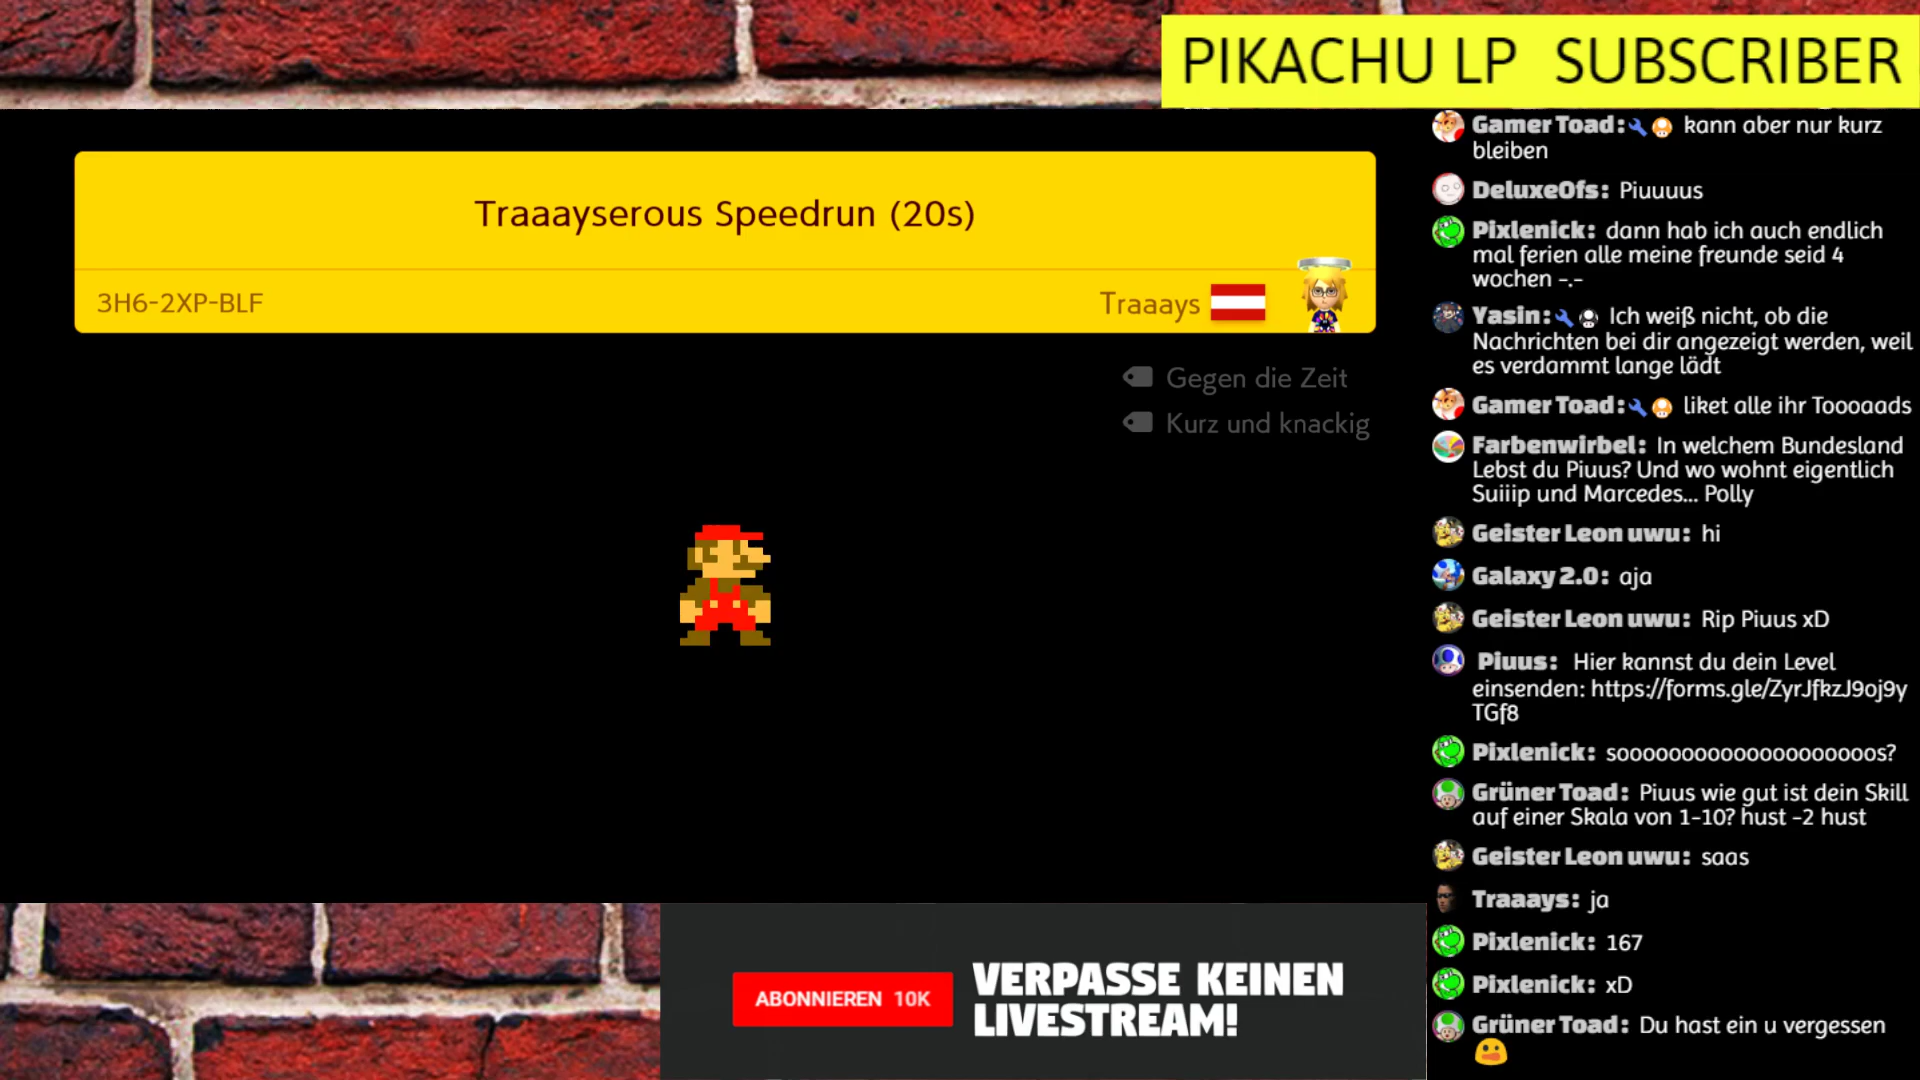 PIKACHU LP SUBSCRIBER
Traaayserous Speedrun (20s)
3H6-2XP-BLF
Traaays
Gegen die Zeit
Kurz und knackig
Gamer Toad: kann aber nur kurz
bleiben
DeluxeOfs: Piuuuus
Pixlenick: dann hab ich auch endlich
mal ferien alle meine freunde seid 4
wochen -.-
Yasin: Ich weiß nicht, ob die
Nachrichten bei dir angezeigt werden, weil
es verdammt lange lädt
Gamer Toad: liket alle ihr Toooaads
Farbenwirbel: In welchem Bundesland
Lebst du Piuus? Und wo wohnt eigentlich
Suiiip und Marcedes... Polly
Geister Leon uwu: hi
Galaxy 2.0: aja
Geister Leon uwu: Rip Piuus xD
Piuus: Hier kannst du dein Level
einsenden: https://forms.gle/ZyrJfkzJ9oj9y
TGf8
Pixlenick: sooooooooooooooooooos?
Grüner Toad: Piuus wie gut ist dein Skill
auf einer Skala von 1-10? hust -2 hust
Geister Leon uwu: saas
Traaays: ja
Pixlenick: 167
Pixlenick: xD
Grüner Toad: Du hast ein u vergessen
ABONNIEREN 10K
VERPASSE KEINEN
LIVESTREAM!